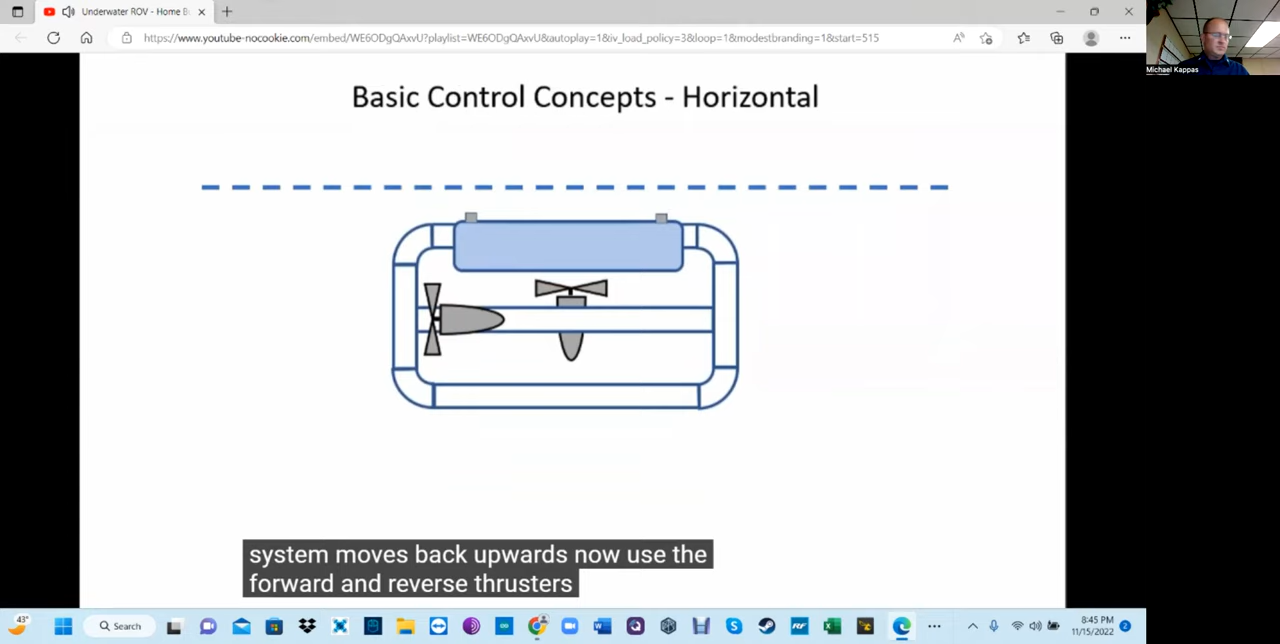 Underwater ROV - Home Bu
https://www.youtube-nocookie.com/embed/WE6ODgQAxvU?playlist=WE6ODgQAxvU&autoplay=1&iv_load_policy=3&loop=1&modestbranding=1&start=515
Michael Kappas
Basic Control Concepts - Horizontal
system moves back upwards now use the
forward and reverse thrusters
43°
Search
8:45 PM
11/15/2022
2